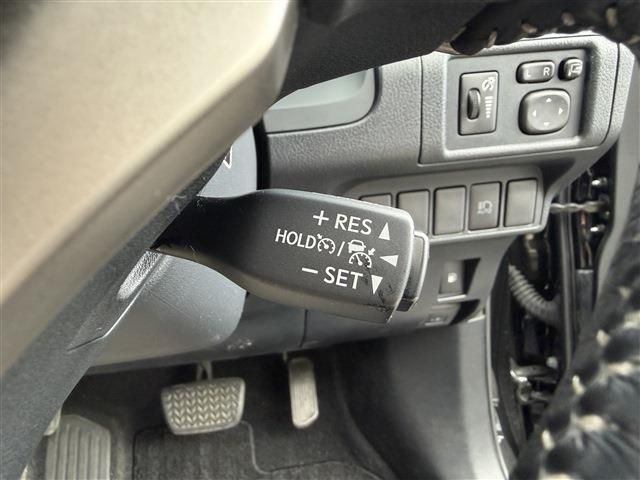 L R
+ RES
HOLD /
− SET